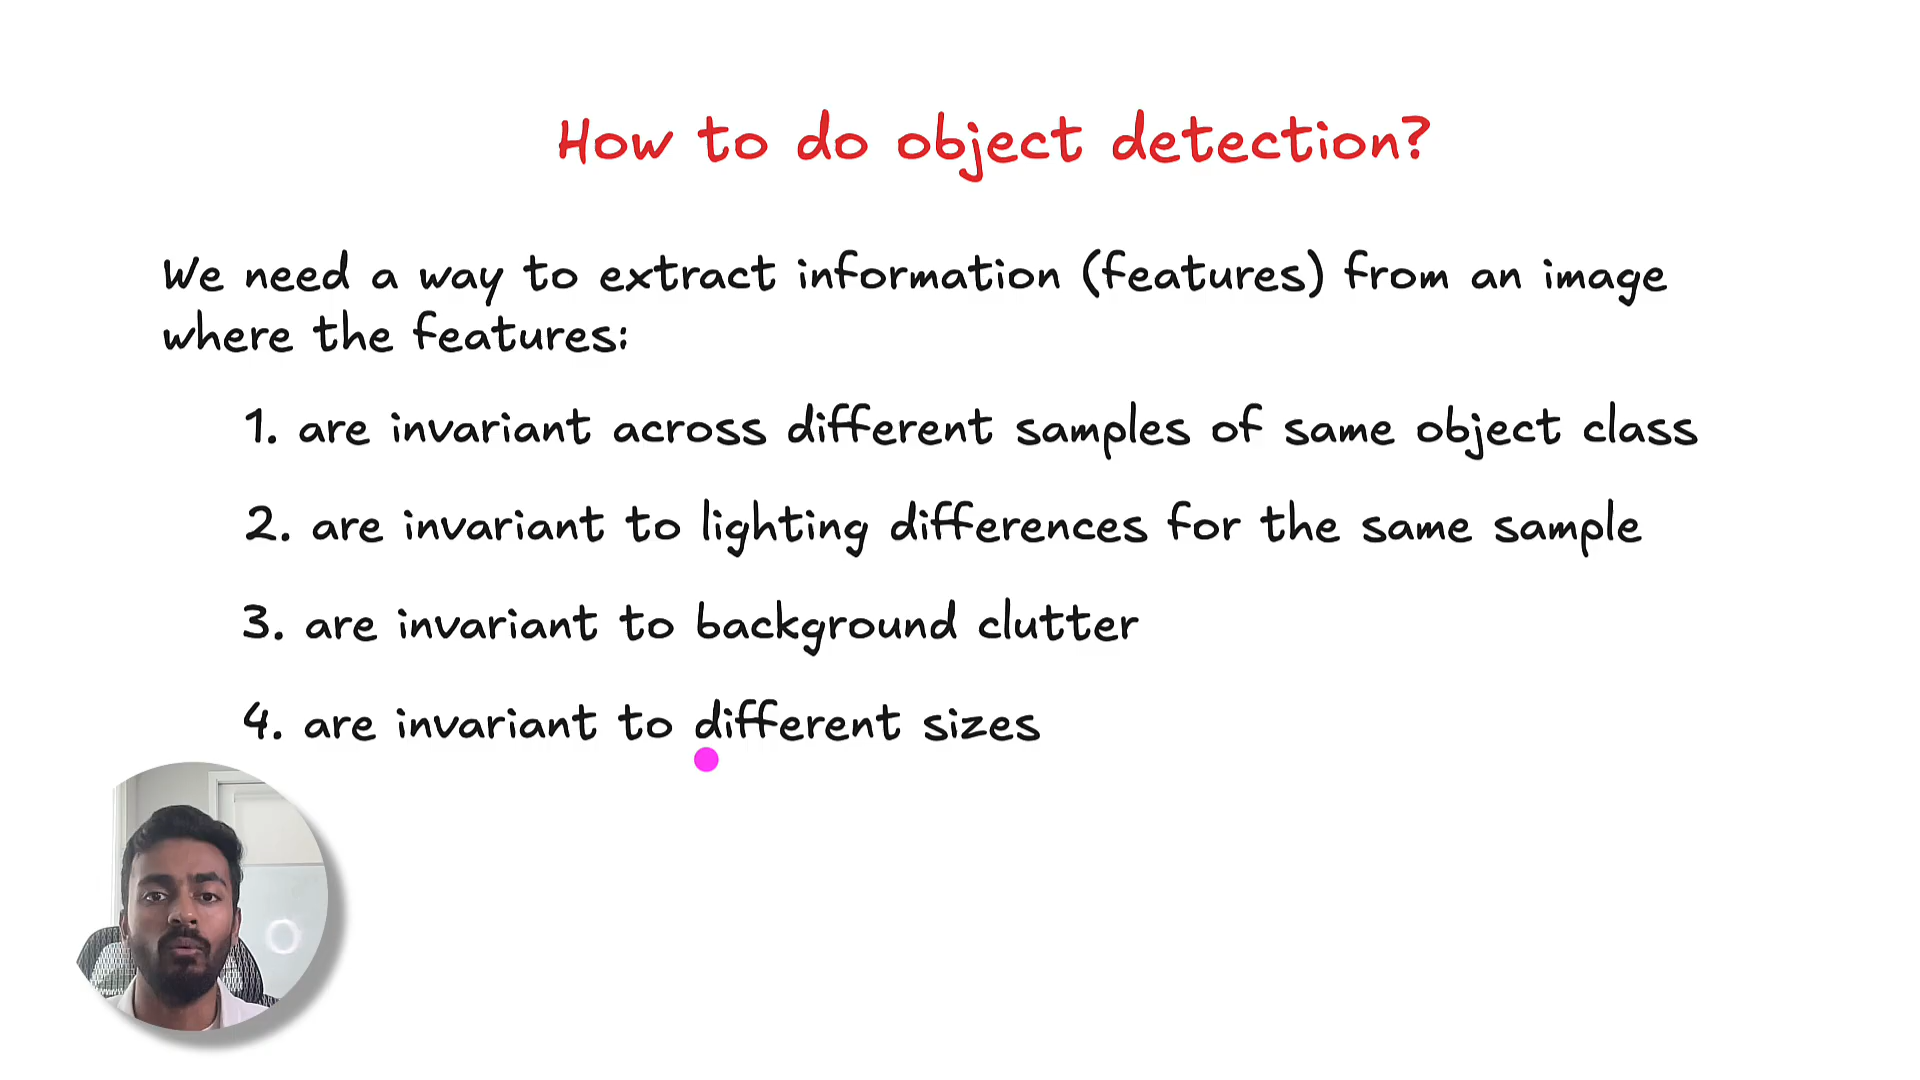 How to do object detection?
We need a way to extract information (features) from an image
where the features:
1. are invariant across different samples of same object class
2. are invariant to lighting differences for the same sample
3. are invariant to background clutter
4. are invariant to different sizes